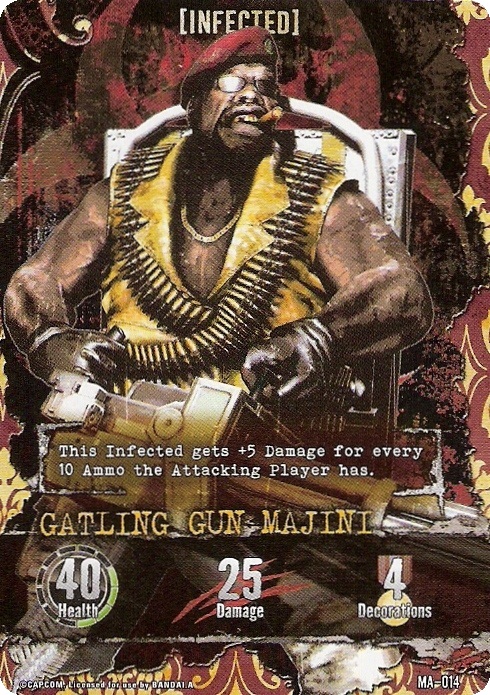 [INFECTED]
This Infected gets +5 Damage for every
10 Ammo the Attacking Player has.
GATLING GUN MAJINI
40
Health
25
Damage
4
Decorations
©CAPCOM, Licensed for use by BANDAI.A
MA-014